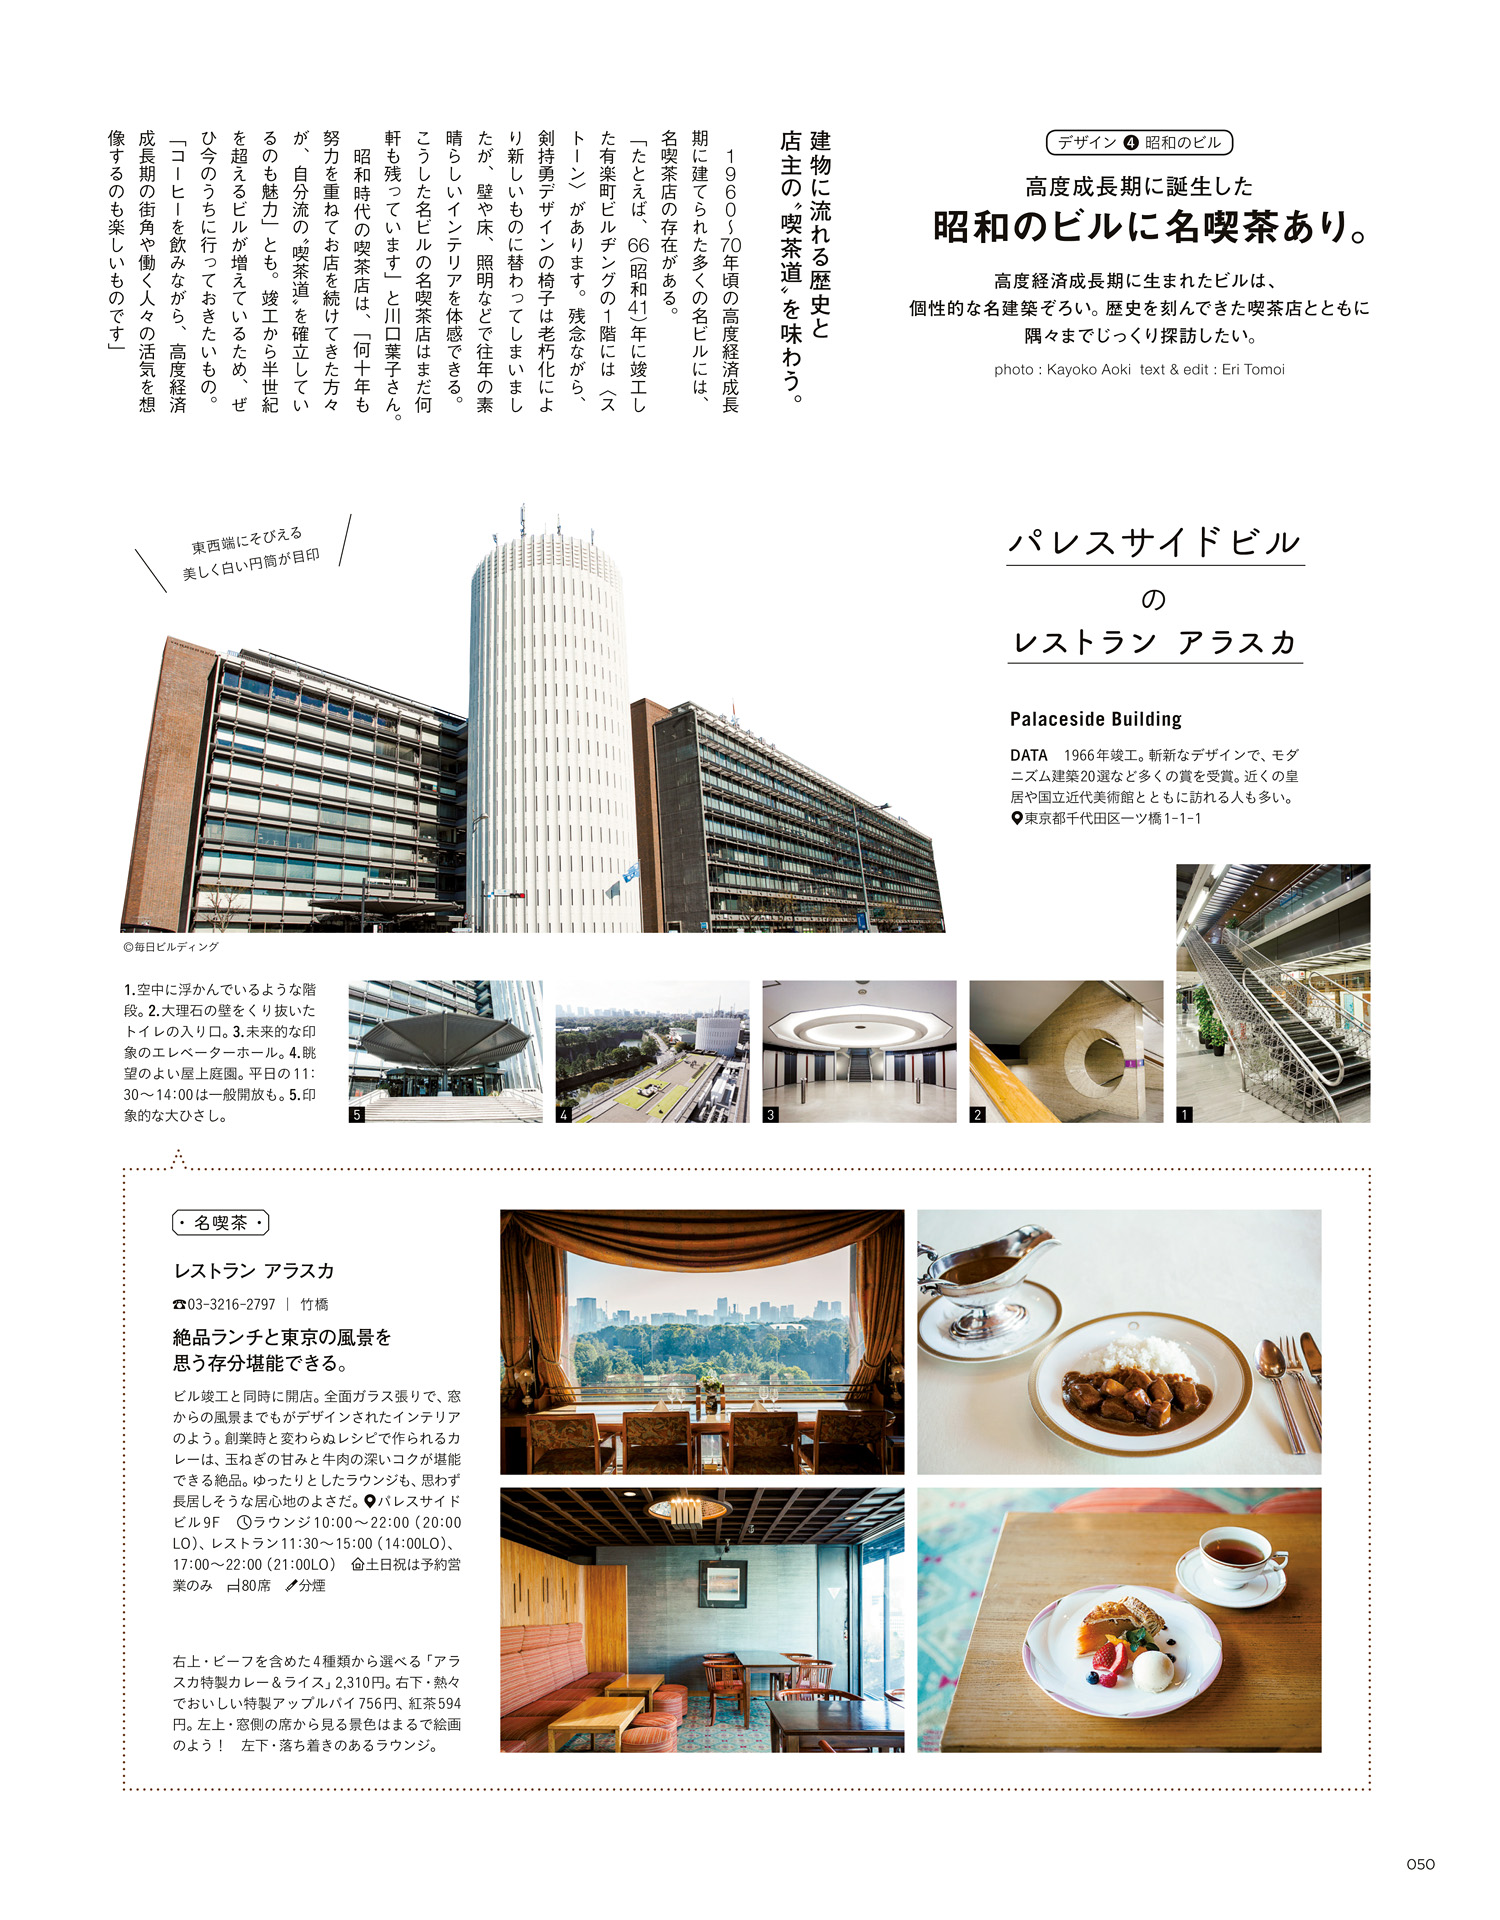 デザイン ❹ 昭和のビル
高度成長期に誕生した
昭和のビルに名喫茶あり。
高度経済成長期に生まれたビルは、
個性的な名建築ぞろい。歴史を刻んできた喫茶店とともに
隅々までじっくり探訪したい。
photo : Kayoko Aoki  text & edit : Eri Tomoi
建物に流れる歴史と
店主の〝喫茶道〟を味わう。
1960〜70年頃の高度経済成長
期に建てられた多くの名ビルには、
名喫茶店の存在がある。
「たとえば、66(昭和41)年に竣工し
た有楽町ビルヂングの1階には〈ス
トーン〉があります。残念ながら、
剣持勇デザインの椅子は老朽化によ
り新しいものに替わってしまいまし
たが、壁や床、照明などで往年の素
晴らしいインテリアを体感できる。
こうした名ビルの名喫茶店はまだ何
軒も残っています」と川口葉子さん。
昭和時代の喫茶店は、「何十年も
努力を重ねてお店を続けてきた方々
が、自分流の〝喫茶道〟を確立してい
るのも魅力」とも。竣工から半世紀
を超えるビルが増えているため、ぜ
ひ今のうちに行っておきたいもの。
「コーヒーを飲みながら、高度経済
成長期の街角や働く人々の活気を想
像するのも楽しいものです」
東西端にそびえる
美しく白い円筒が目印
パレスサイドビル
の
レストラン アラスカ
Palaceside Building
DATA 1966年竣工。斬新なデザインで、モダ
ニズム建築20選など多くの賞を受賞。近くの皇
居や国立近代美術館とともに訪れる人も多い。
東京都千代田区一ツ橋1-1-1
©毎日ビルディング
1.空中に浮かんでいるような階
段。2.大理石の壁をくり抜いた
トイレの入り口。3.未来的な印
象のエレベーターホール。4.眺
望のよい屋上庭園。平日の11:
30〜14:00は一般開放も。5.印
象的な大ひさし。
5
4
3
2
1
・名喫茶・
レストラン アラスカ
☎03-3216-2797 | 竹橋
絶品ランチと東京の風景を
思う存分堪能できる。
ビル竣工と同時に開店。全面ガラス張りで、窓
からの風景までもがデザインされたインテリア
のよう。創業時と変わらぬレシピで作られるカ
レーは、玉ねぎの甘みと牛肉の深いコクが堪能
できる絶品。ゆったりとしたラウンジも、思わず
長居しそうな居心地のよさだ。パレスサイド
ビル9F ラウンジ10:00〜22:00(20:00
LO)、レストラン11:30〜15:00(14:00LO)、
17:00〜22:00(21:00LO) 土日祝は予約営
業のみ 80席 分煙
右上・ビーフを含めた4種類から選べる「アラ
スカ特製カレー＆ライス」2,310円。右下・熱々
でおいしい特製アップルパイ756円、紅茶594
円。左上・窓側の席から見る景色はまるで絵画
のよう！ 左下・落ち着きのあるラウンジ。
050